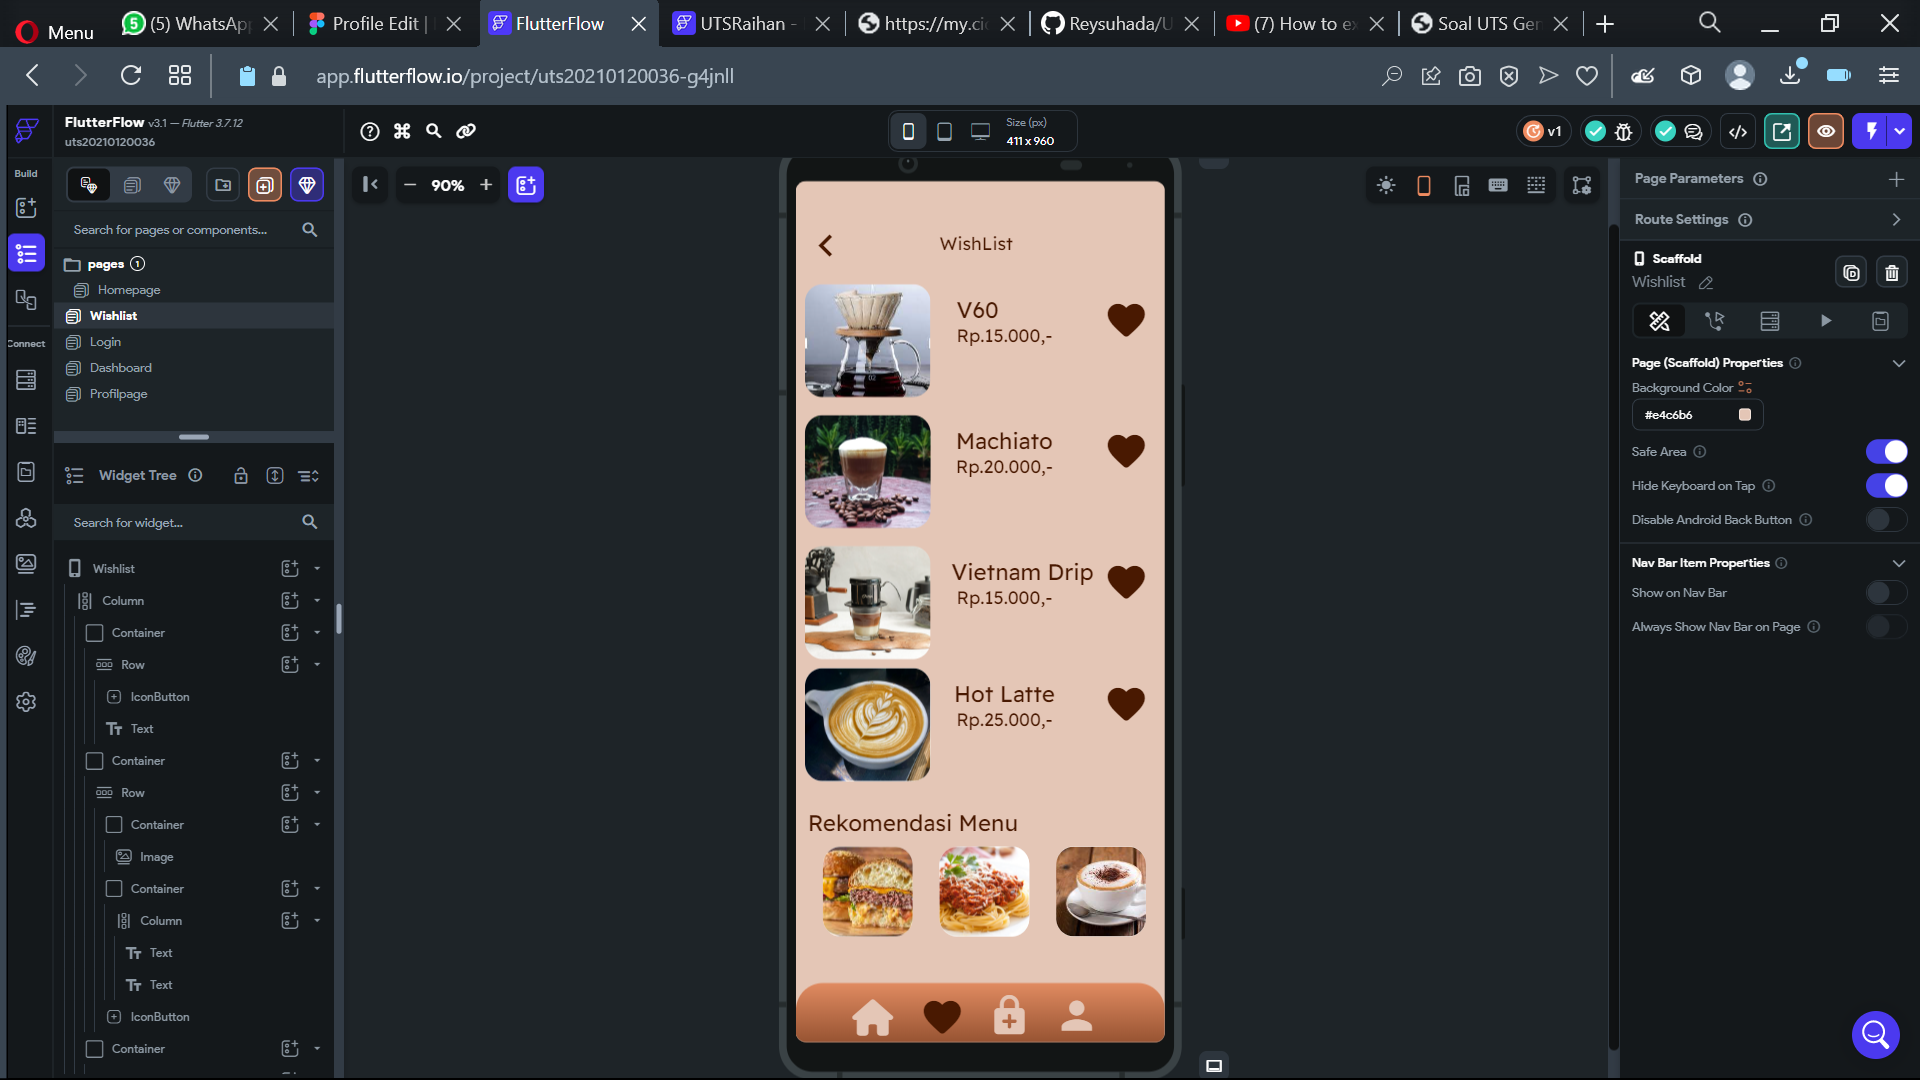 Menu
(5) WhatsAp
Profile Edit |
FlutterFlow
UTSRaihan -
https://my.ci
Reysuhada/U
(7) How to ex
Soal UTS Ger
app.flutterflow.io/project/uts20210120036-g4jnll
FlutterFlow v3.1 — Flutter 3.7.12
uts20210120036
Size (px)
411 x 960
v1
Build
90%
Search for pages or components...
pages 1
Homepage
Wishlist
Login
Connect
Dashboard
Profilpage
Widget Tree
Search for widget...
Wishlist
Column
Container
Row
IconButton
Text
Container
Row
Container
Image
Container
Column
Text
Text
IconButton
Container
WishList
V60
Rp.15.000,-
Machiato
Rp.20.000,-
Vietnam Drip
Rp.15.000,-
Hot Latte
Rp.25.000,-
Rekomendasi Menu
Page Parameters
Route Settings
Scaffold
Wishlist
Page (Scaffold) Properties
Background Color
#e4c6b6
Safe Area
Hide Keyboard on Tap
Disable Android Back Button
Nav Bar Item Properties
Show on Nav Bar
Always Show Nav Bar on Page